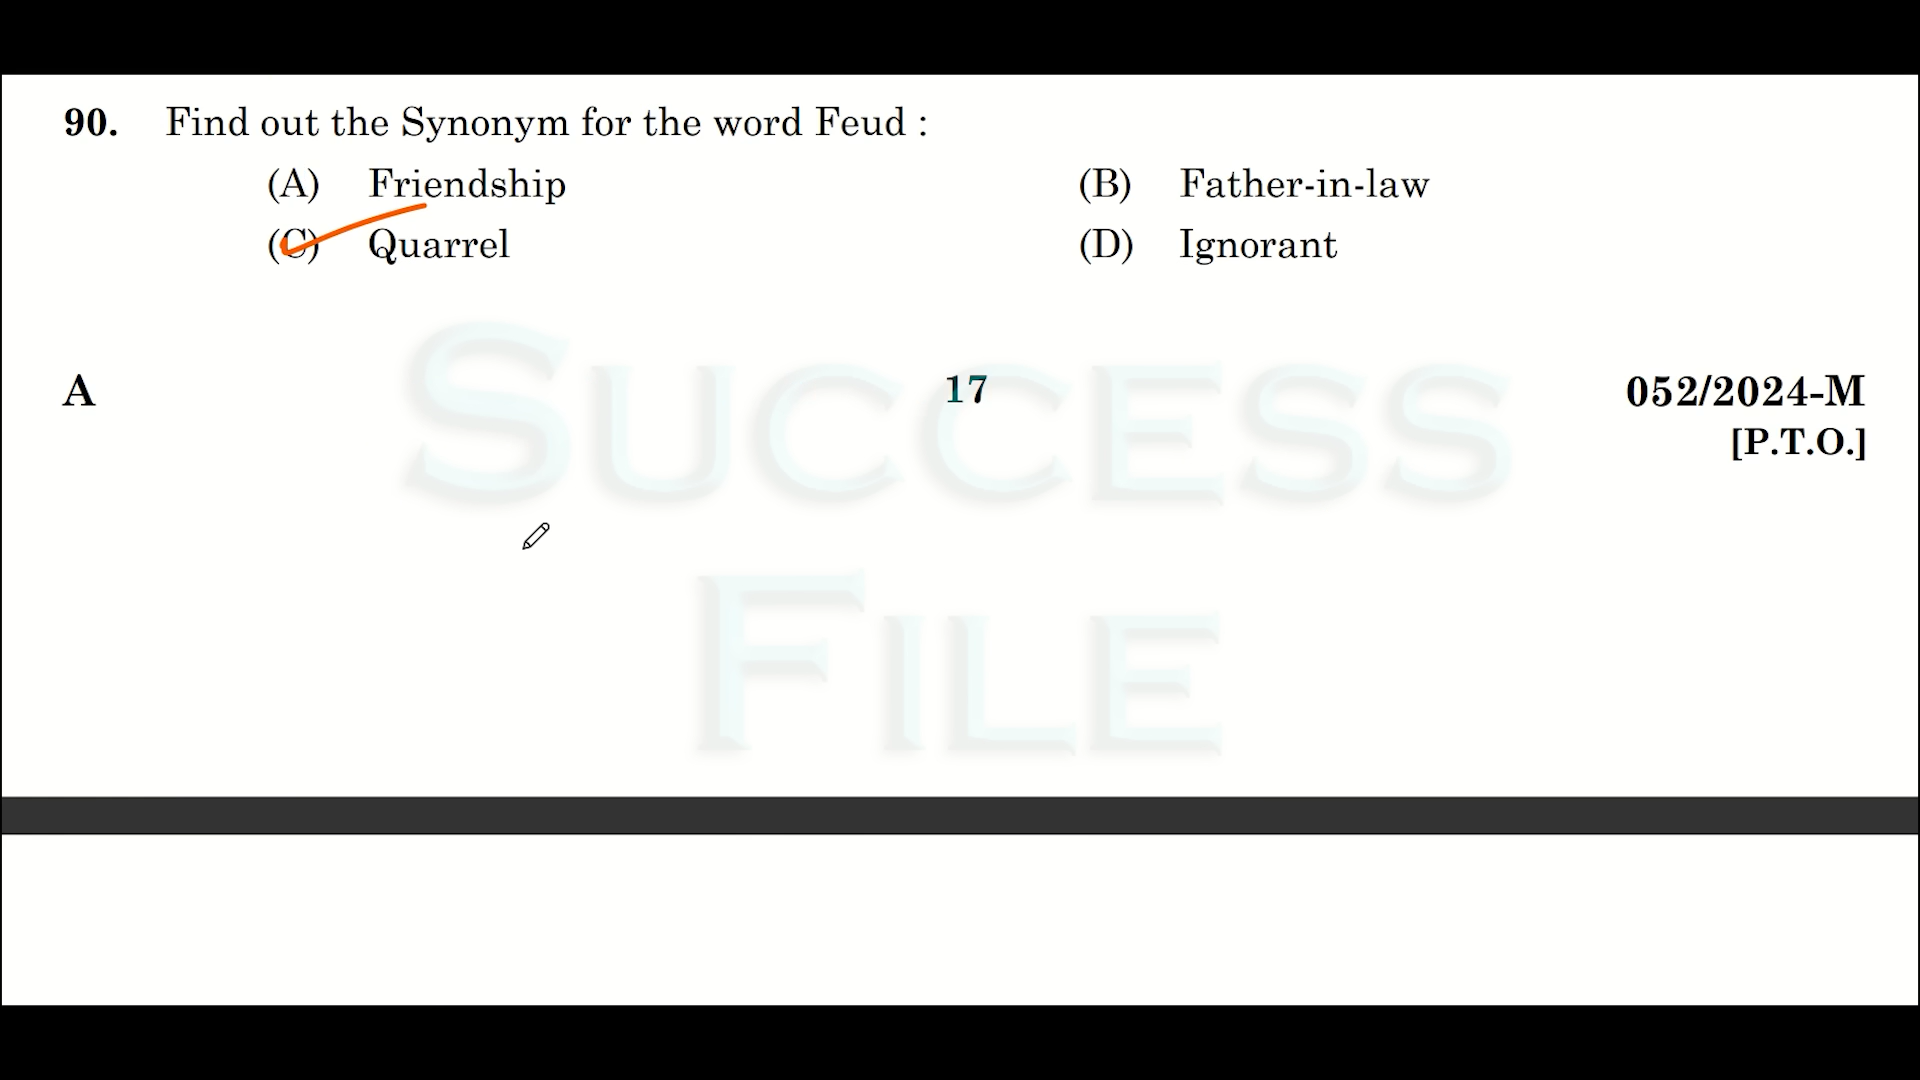 90. Find out the Synonym for the word Feud :
(A) Friendship (B) Father-in-law
(C) Quarrel (D) Ignorant
A 17 052/2024-M
[P.T.O.]
SUCCESS
FILE